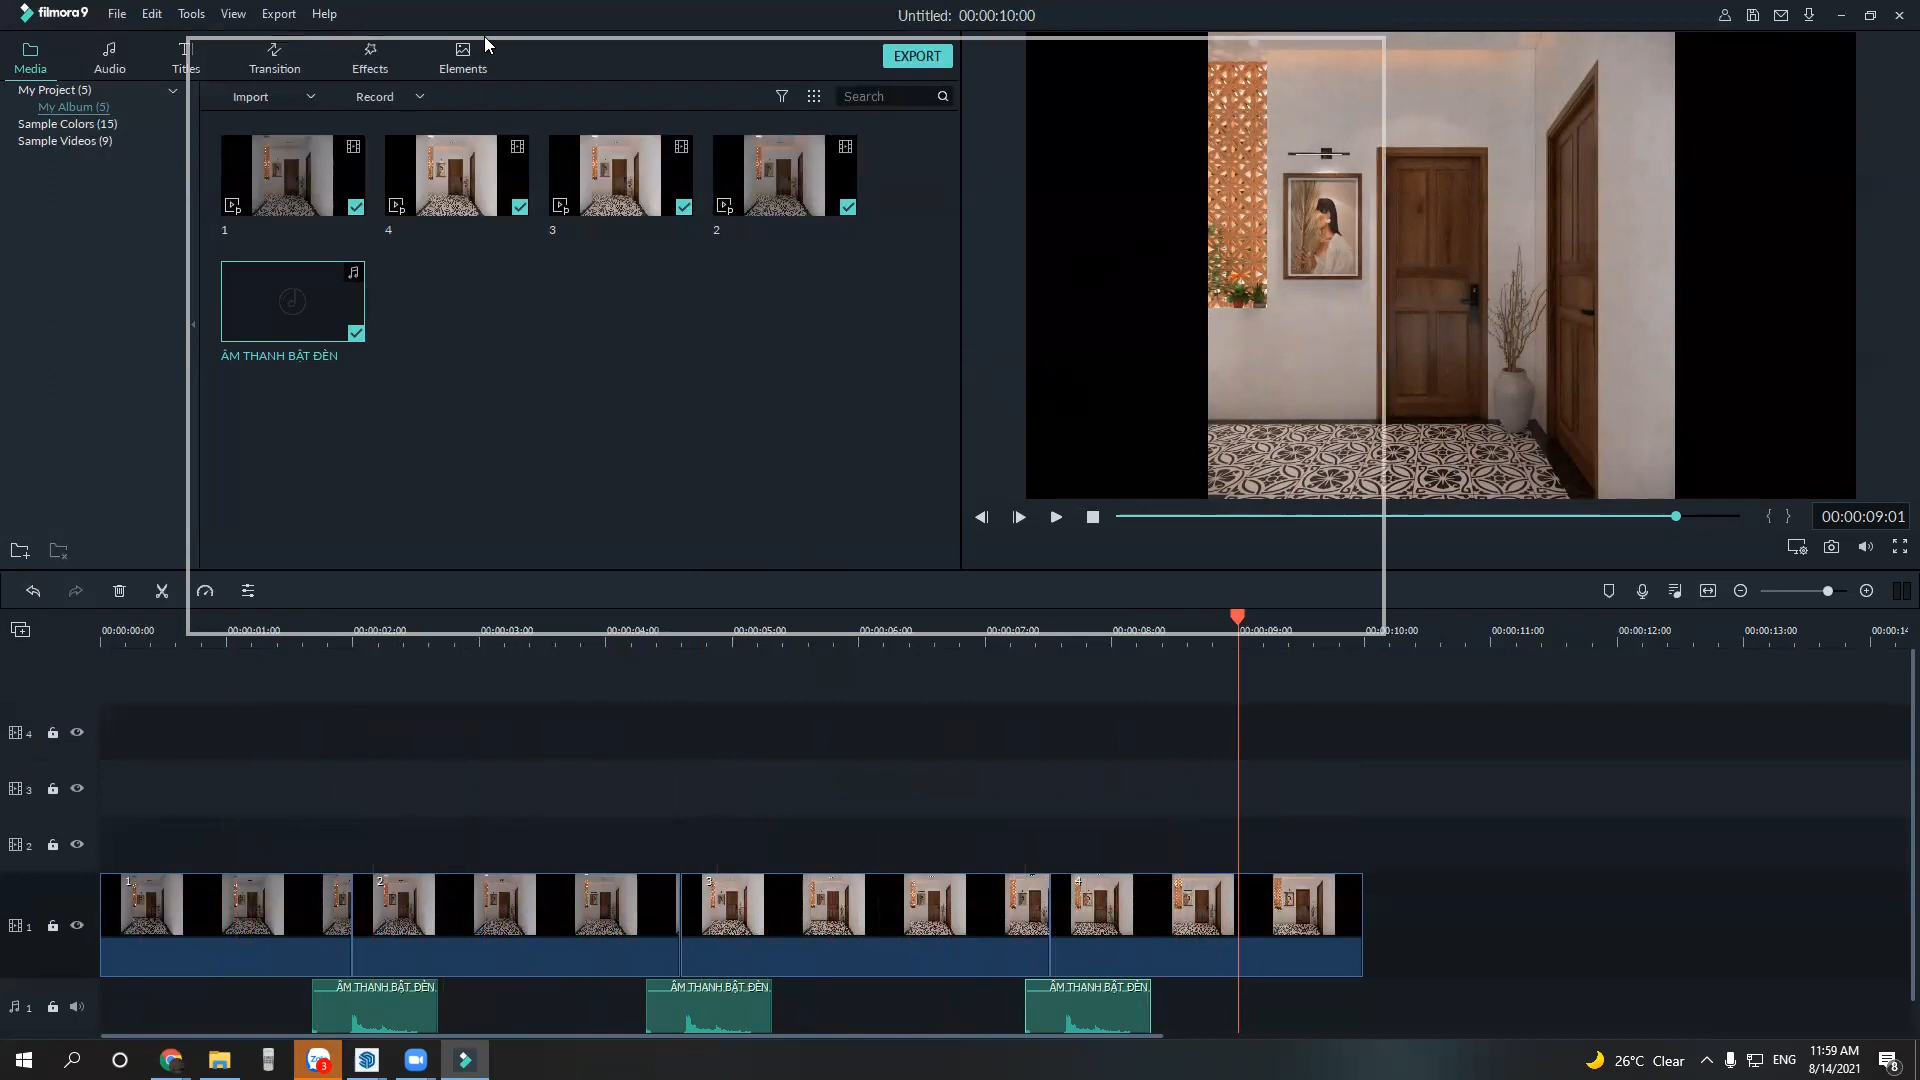 filmora9 File Edit Tools View Export Help Untitled: 00:00:10:00
Media Audio Titles Transition Effects Elements EXPORT
My Project (5)
My Album (5)
Sample Colors (15)
Sample Videos (9)
Import Record Search
1 4 3 2
ÂM THANH BẬT ĐÈN
{ } 00:00:09:01
00:00:00:00 00:00:01:00 00:00:02:00 00:00:03:00 00:00:04:00 00:00:05:00 00:00:06:00 00:00:07:00 00:00:08:00 00:00:09:00 00:00:10:00 00:00:11:00 00:00:12:00 00:00:13:00 00:00:14
4
3
2
1 2 3 4
1
ÂM THANH BẬT ĐÈN ÂM THANH BẬT ĐÈN ÂM THANH BẬT ĐÈN
1
Zalo 3 26°C Clear ENG 11:59 AM
8/14/2021 8